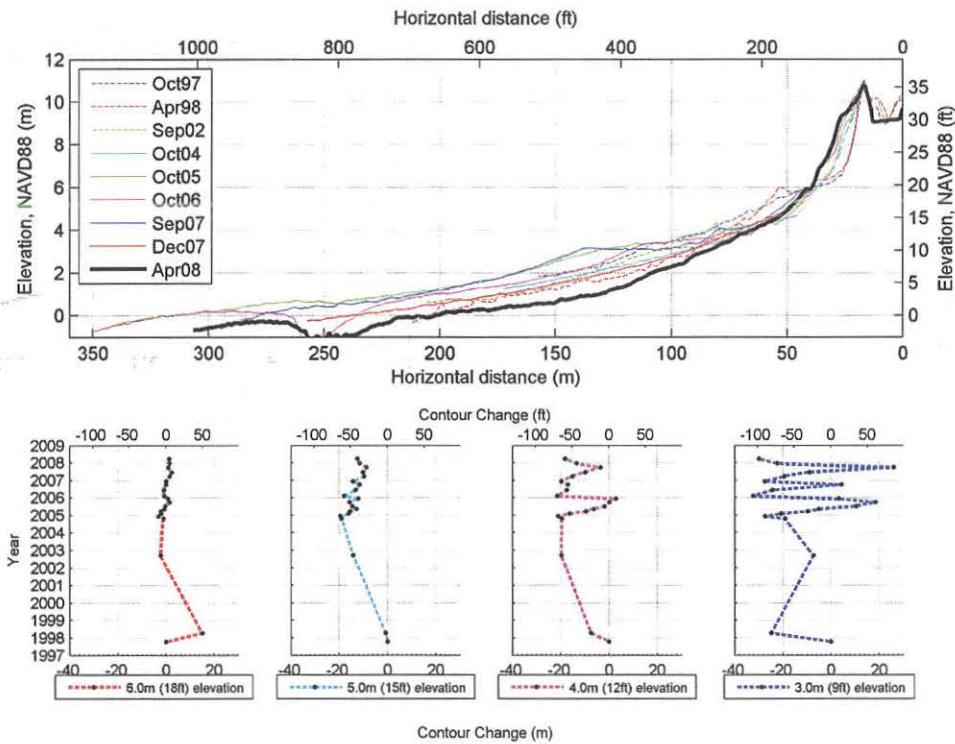 Horizontal distance (ft)
1000 800 600 400 200 0
12 10 8 6 4 2 0
Elevation, NAVD88 (m)
Oct97
Apr98
Sep02
Oct04
Oct05
Oct06
Sep07
Dec07
Apr08
35 30 25 20 15 10 5 0
Elevation, NAVD88 (ft)
350 300 250 200 150 100 50 0
Horizontal distance (m)
Contour Change (ft)
-100 -50 0 50
-100 -50 0 50
-100 -50 0 50
-100 -50 0 50
2009
2008
2007
2006
2005
2004
2003
2002
2001
2000
1999
1998
1997
Year
-40 -20 0 20
-40 -20 0 20
-40 -20 0 20
-40 -20 0 20
6.0m (18ft) elevation
5.0m (15ft) elevation
4.0m (12ft) elevation
3.0m (9ft) elevation
Contour Change (m)